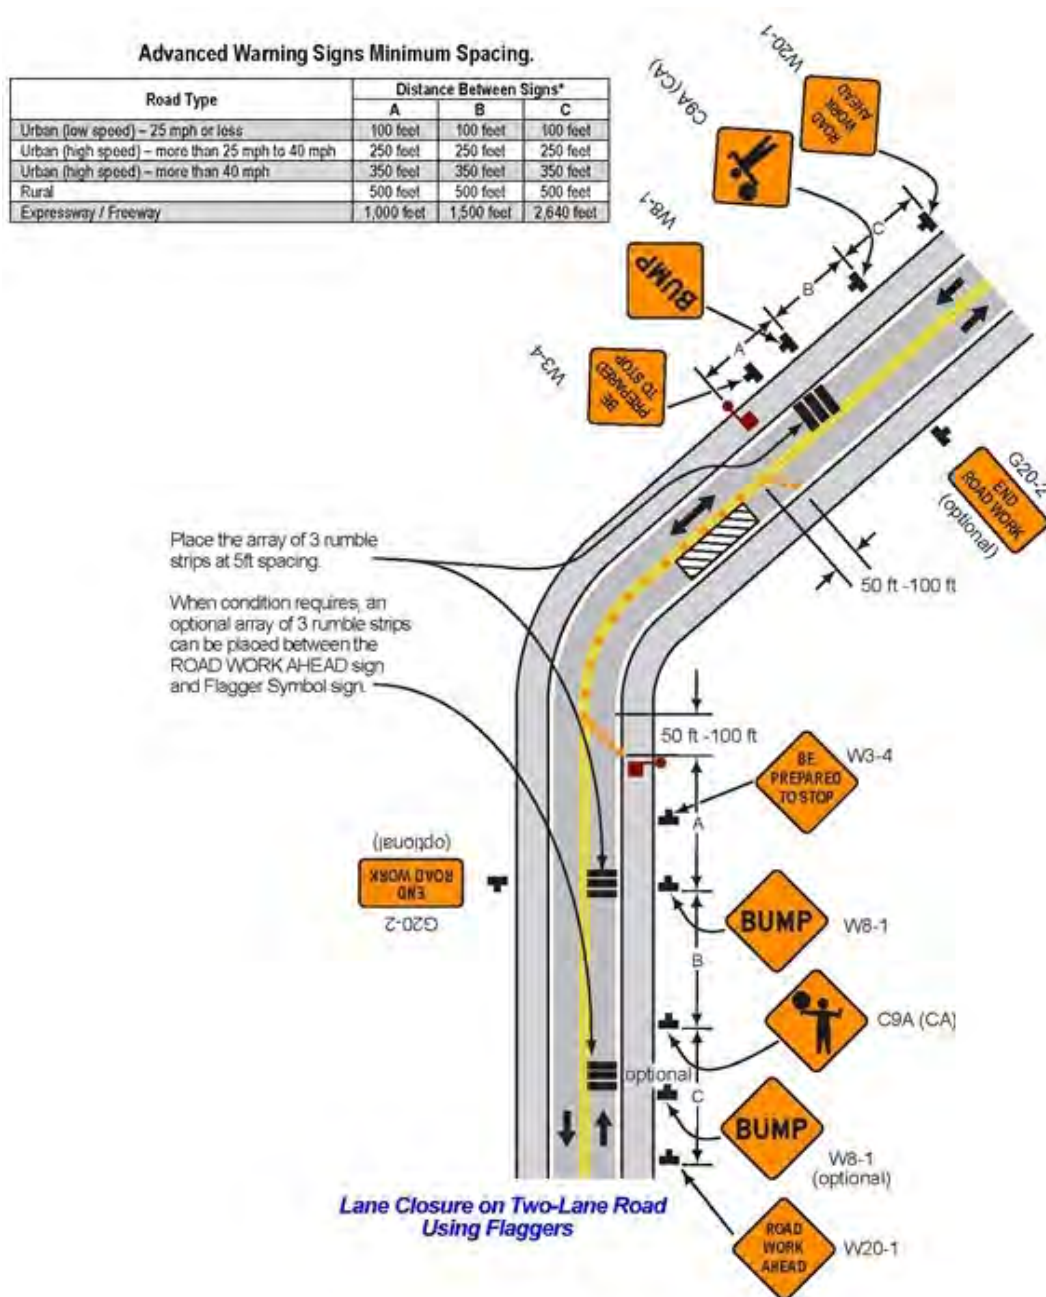 Advanced Warning Signs Minimum Spacing.
Road Type
Distance Between Signs*
A B C
Urban (low speed) – 25 mph or less 100 feet 100 feet 100 feet
Urban (high speed) – more than 25 mph to 40 mph 250 feet 250 feet 250 feet
Urban (high speed) – more than 40 mph 350 feet 350 feet 350 feet
Rural 500 feet 500 feet 500 feet
Expressway / Freeway 1,000 feet 1,500 feet 2,640 feet
W20-1
ROAD
WORK
AHEAD
C9A (CA)
C
W8-1
BUMP
B
W3-4
BE
PREPARED
TO STOP
A
G20-2
END
ROAD WORK
(optional)
50 ft -100 ft
Place the array of 3 rumble
strips at 5ft spacing.
When condition requires, an
optional array of 3 rumble strips
can be placed between the
ROAD WORK AHEAD sign
and Flagger Symbol sign.
50 ft -100 ft
BE
PREPARED
TO STOP
W3-4
A
(optional)
END
ROAD WORK
G20-2
BUMP
W8-1
B
C9A (CA)
optional
C
BUMP
W8-1
(optional)
ROAD
WORK
AHEAD
W20-1
Lane Closure on Two-Lane Road
Using Flaggers